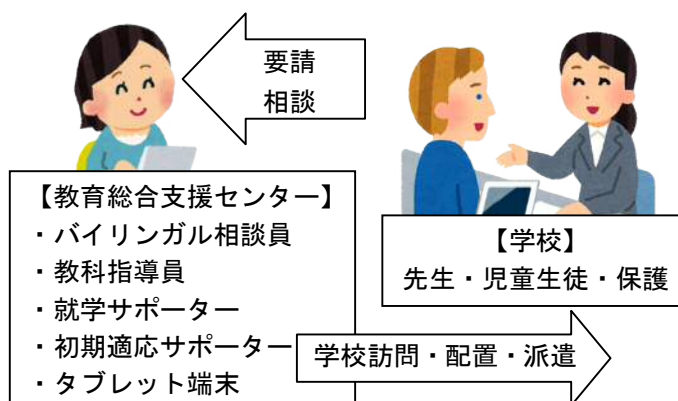 要請
相談
【教育総合支援センター】
・バイリンガル相談員
・教科指導員
・就学サポーター
・初期適応サポーター
・タブレット端末
【学校】
先生・児童生徒・保護
学校訪問・配置・派遣